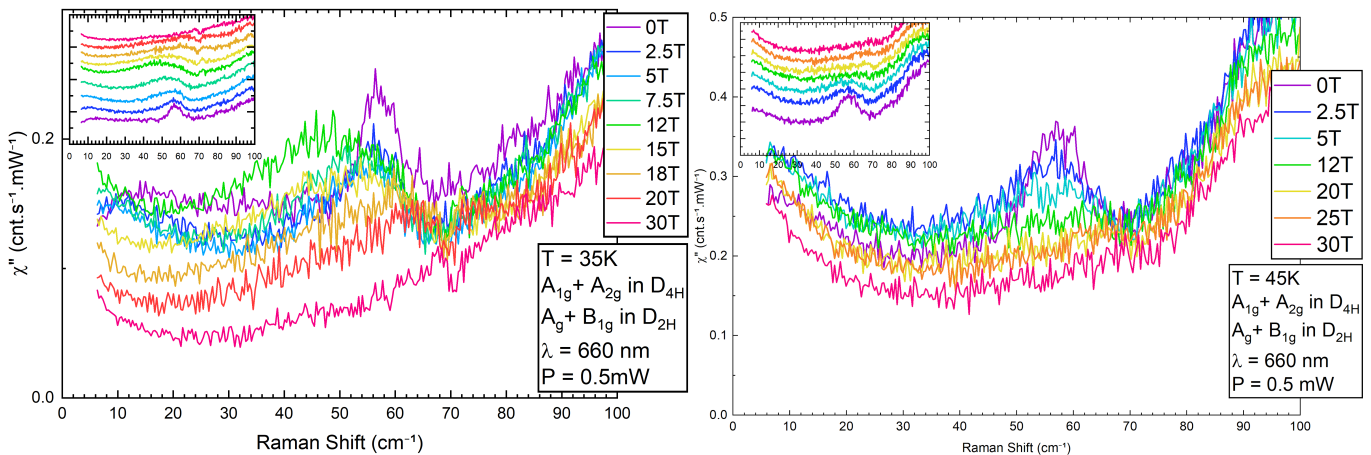 0T
2.5T
5T
7.5T
12T
15T
18T
20T
30T
0 10 20 30 40 50 60 70 80 90 100
0.2
0.0
χ'' (cnt.s⁻¹.mW⁻¹)
T = 35K
A1g+ A2g in D4H
Ag+ B1g in D2H
λ = 660 nm
P = 0.5mW
0 10 20 30 40 50 60 70 80 90 100
Raman Shift (cm⁻¹)
0.5
0.4
0.3
0.2
0.1
0.0
χ'' (cnt.s⁻¹.mW⁻¹)
0 10 20 30 40 50 60 70 80 90 100
0T
2.5T
5T
12T
20T
25T
30T
T = 45K
A1g+ A2g in D4H
Ag+ B1g in D2H
λ = 660 nm
P = 0.5 mW
0 10 20 30 40 50 60 70 80 90 100
Raman Shift (cm⁻¹)